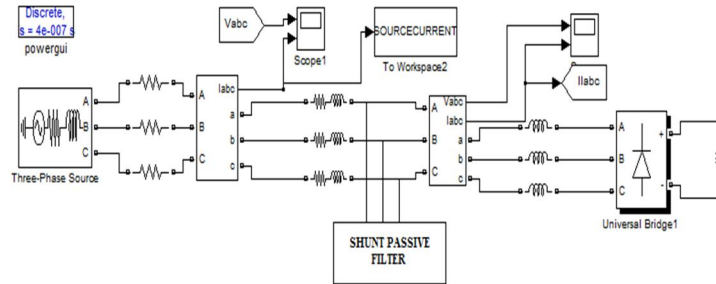 Discrete,
s = 4e-007 s
powergui
Vabc
Scope1
SOURCECURRENT
To Workspace2
IIabc
A
B
C
Three-Phase Source
A
B
C
Iabc
a
b
c
A
B
C
Vabc
Iabc
a
b
c
A
B
C
+
-
Universal Bridge1
SHUNT PASSIVE
FILTER